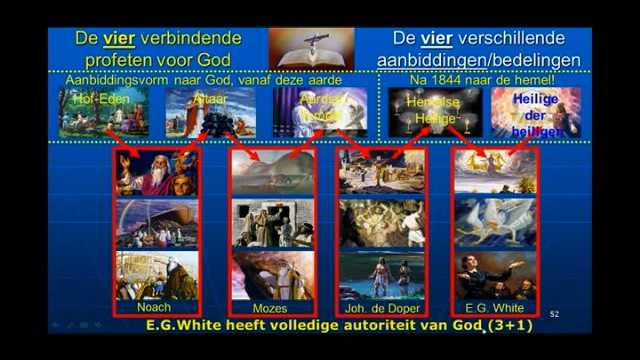 De vier verbindende
profeten voor God
De vier verschillende
aanbiddingen/bedelingen
Aanbiddingsvorm naar God, vanaf deze aarde
Na 1844 naar de hemel!
Hof-Eden
Altaar
Aardse
Tempel
Hemelse
Heilige
Heilige
der
heiligen
Noach
Mozes
Joh. de Doper
E.G. White
52
E.G.White heeft volledige autoriteit van God (3+1)